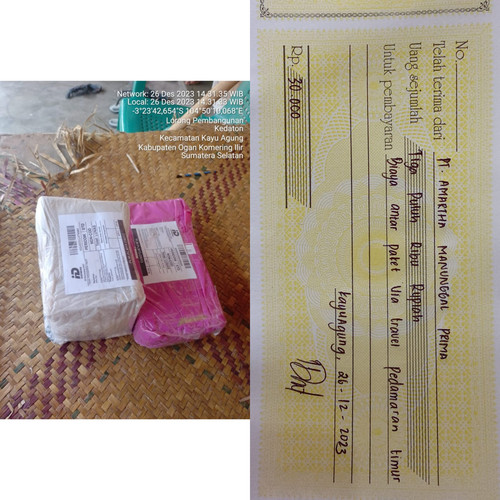 Network: 26 Des 2023 14.31.35 WIB
Local: 26 Des 2023 14.31.33 WIB
-3°23'42,654"S 104°50'10,068"E
Lorong Pembangunan
Kedaton
Kecamatan Kayu Agung
Kabupaten Ogan Komering Ilir
Sumatera Selatan
iD
No.
Telah terima dari PT. AMARTHA MANUNGGAL PRIMA
Uang sejumlah Tiga Puluh Ribu Rupiah
Untuk pembayaran Biaya antar Paket Via travel Pedamaran timur
Kayuagung, 26-12-2023
Rp. 30.000